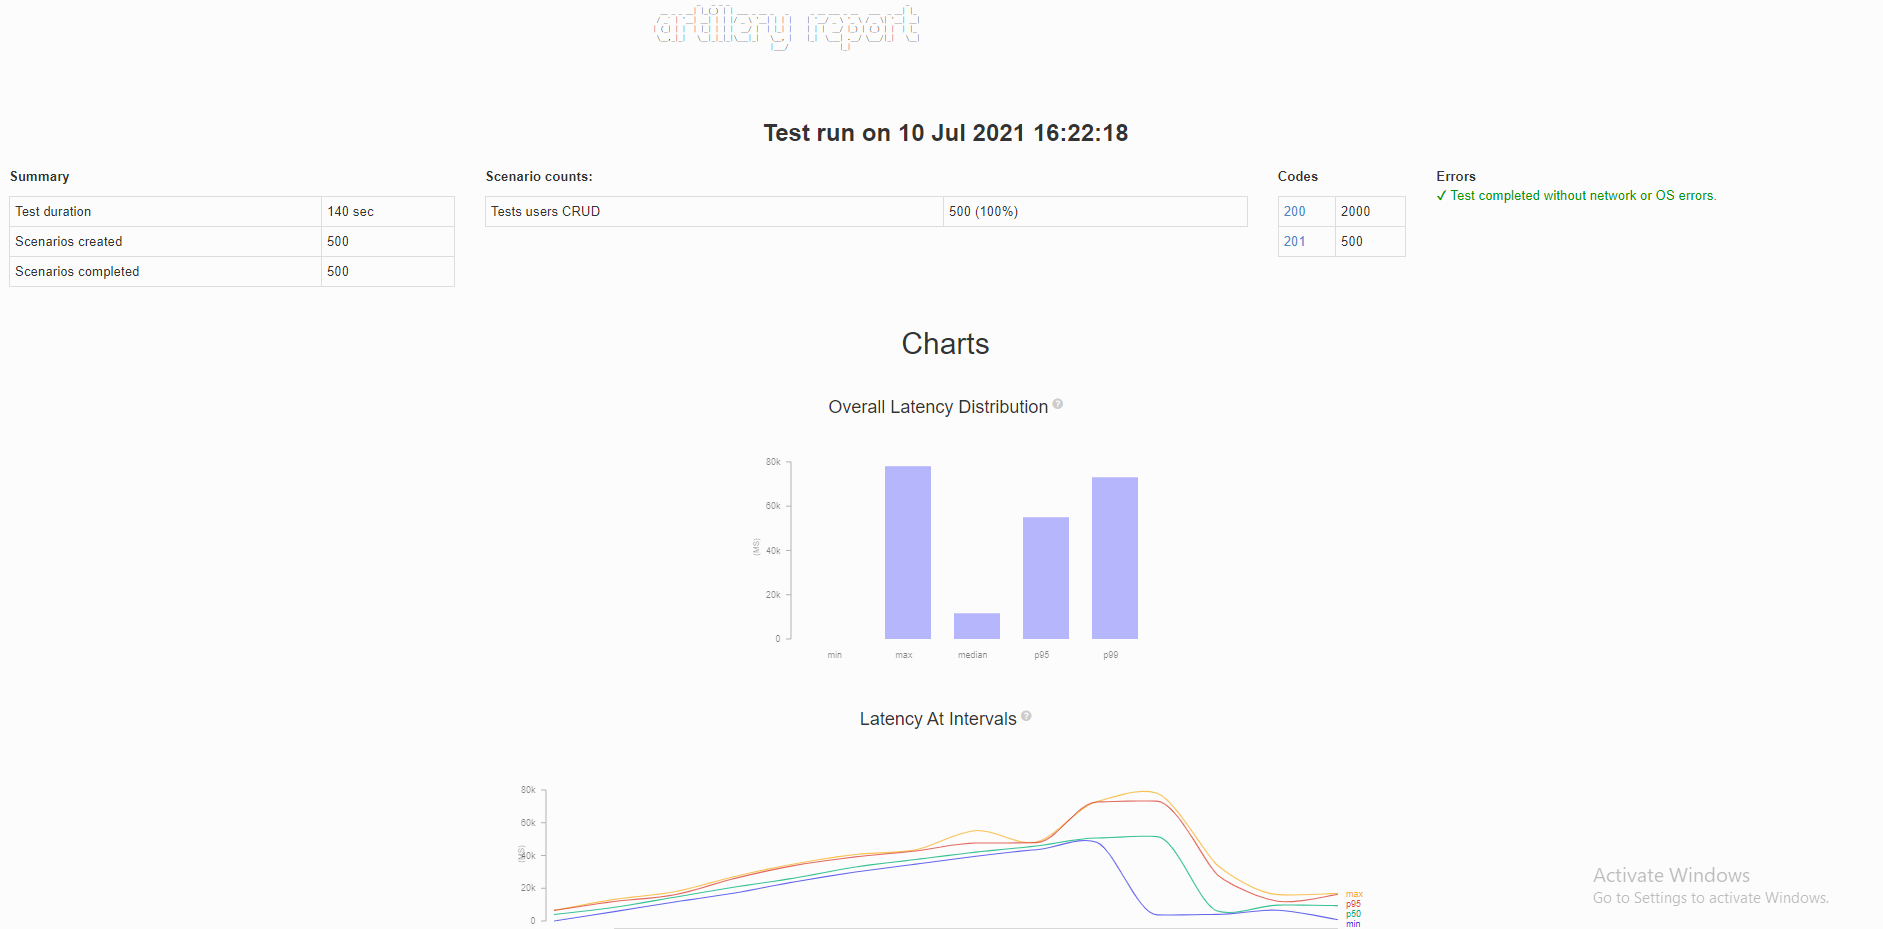 artillery report
Test run on 10 Jul 2021 16:22:18
Summary
Test duration 140 sec
Scenarios created 500
Scenarios completed 500
Scenario counts:
Tests users CRUD 500 (100%)
Codes
200 2000
201 500
Errors
✓ Test completed without network or OS errors.
Charts
Overall Latency Distribution ?
80k
60k
(MS)
40k
20k
0
min max median p95 p99
Latency At Intervals ?
80k
60k
(MS)
40k
20k
0
max
p95
p50
min
Activate Windows
Go to Settings to activate Windows.